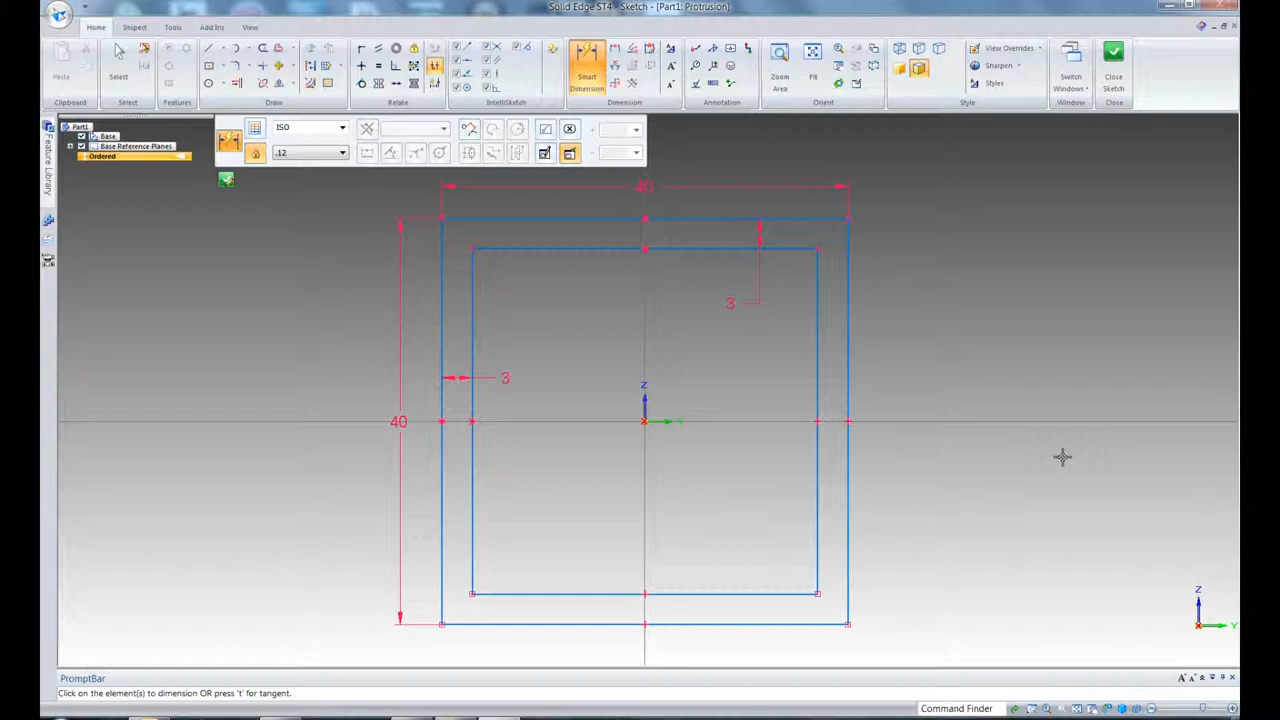 Solid Edge ST4 - Sketch - [Part1: Protrusion]
Home Inspect Tools Add Ins View
Paste Select Smart Dimension Zoom Area Fit View Overrides Sharpen Styles Switch Windows Close Sketch
Clipboard Select Features Draw Relate IntelliSketch Dimension Annotation Orient Style Window Close
Part1
Base
Base Reference Planes
Ordered
Feature Library
ISO
.12
40
3
3
40
Z
Z
Y
PromptBar
Click on the element(s) to dimension OR press 't' for tangent.
Command Finder